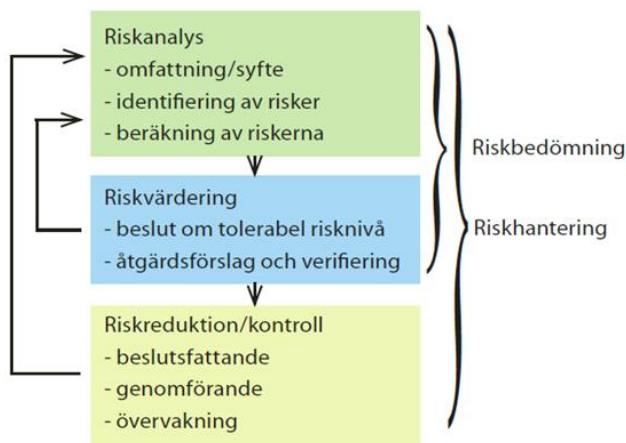 Riskanalys
- omfattning/syfte
- identifiering av risker
- beräkning av riskerna
Riskvärdering
- beslut om tolerabel risknivå
- åtgärdsförslag och verifiering
Riskreduktion/kontroll
- beslutsfattande
- genomförande
- övervakning
Riskbedömning
Riskhantering